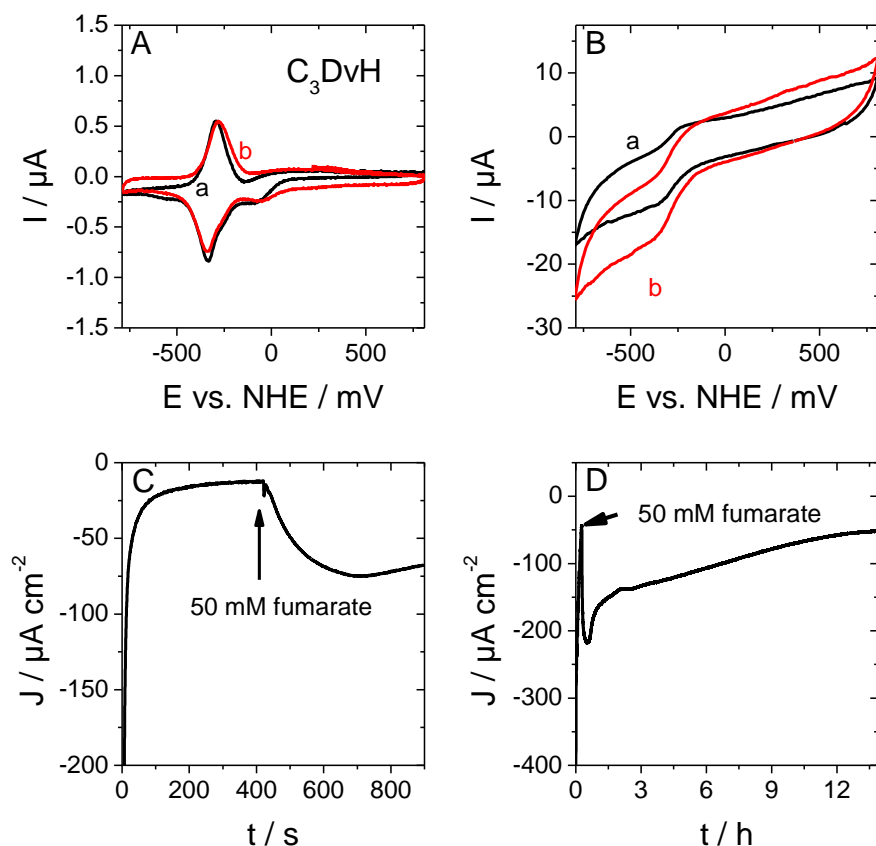 A
C₃DvH
a
b
1.5
1.0
0.5
0.0
-0.5
-1.0
-1.5
I / µA
-500
0
500
E vs. NHE / mV
B
a
b
10
0
-10
-20
-30
I / µA
-500
0
500
E vs. NHE / mV
C
50 mM fumarate
0
-50
-100
-150
-200
J / µA cm⁻²
0
200
400
600
800
t / s
D
50 mM fumarate
0
-100
-200
-300
-400
J / µA cm⁻²
0
3
6
9
12
t / h